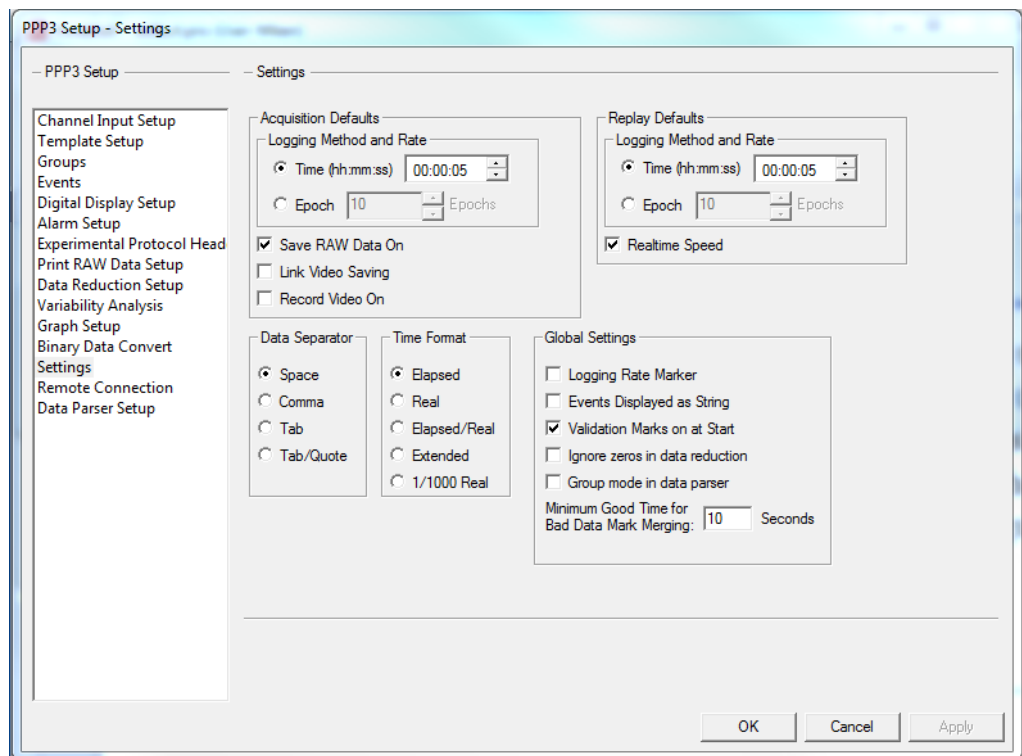 PPP3 Setup - Settings
PPP3 Setup
Channel Input Setup
Template Setup
Groups
Events
Digital Display Setup
Alarm Setup
Experimental Protocol Head
Print RAW Data Setup
Data Reduction Setup
Variability Analysis
Graph Setup
Binary Data Convert
Settings
Remote Connection
Data Parser Setup
Settings
Acquisition Defaults
Logging Method and Rate
Time (hh:mm:ss) 00:00:05
Epoch 10 Epochs
Save RAW Data On
Link Video Saving
Record Video On
Replay Defaults
Logging Method and Rate
Time (hh:mm:ss) 00:00:05
Epoch 10 Epochs
Realtime Speed
Data Separator
Space
Comma
Tab
Tab/Quote
Time Format
Elapsed
Real
Elapsed/Real
Extended
1/1000 Real
Global Settings
Logging Rate Marker
Events Displayed as String
Validation Marks on at Start
Ignore zeros in data reduction
Group mode in data parser
Minimum Good Time for
Bad Data Mark Merging: 10 Seconds
OK Cancel Apply